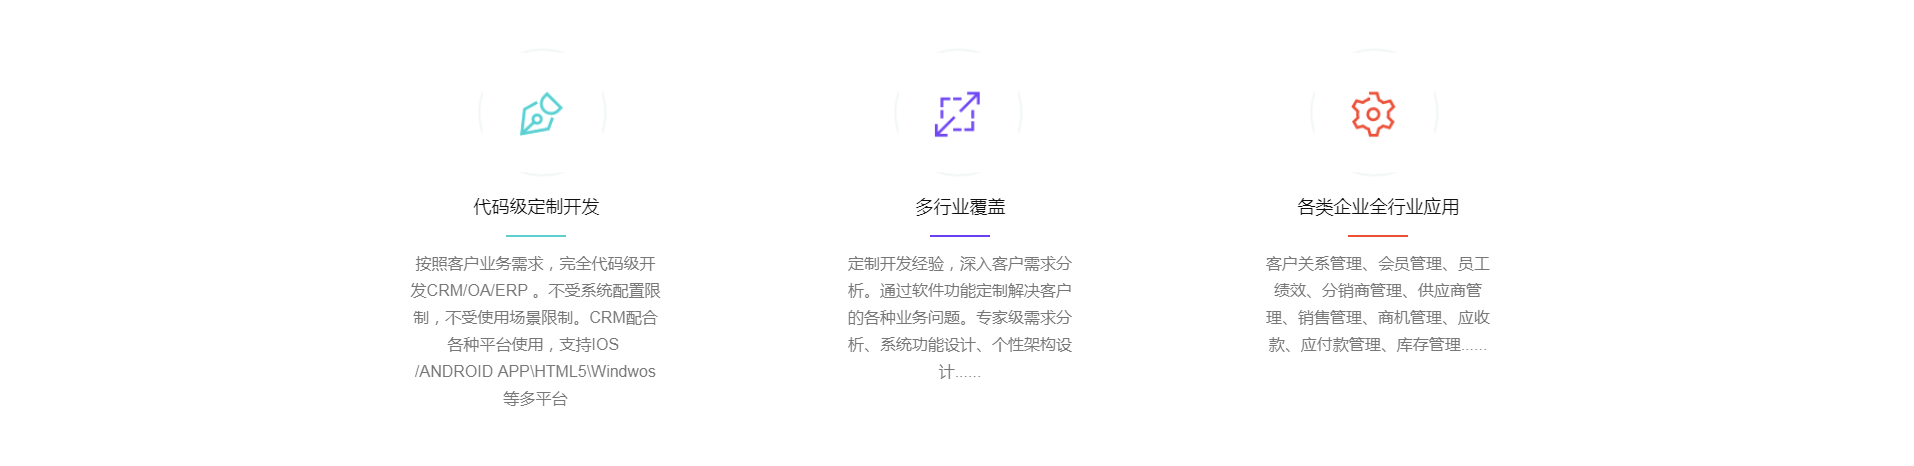 代码级定制开发
按照客户业务需求，完全代码级开
发CRM/OA/ERP 。不受系统配置限
制，不受使用场景限制。CRM配合
各种平台使用，支持IOS
/ANDROID APP\HTML5\Windwos
等多平台
多行业覆盖
定制开发经验，深入客户需求分
析。通过软件功能定制解决客户
的各种业务问题。专家级需求分
析、系统功能设计、个性架构设
计......
各类企业全行业应用
客户关系管理、会员管理、员工
绩效、分销商管理、供应商管
理、销售管理、商机管理、应收
款、应付款管理、库存管理......